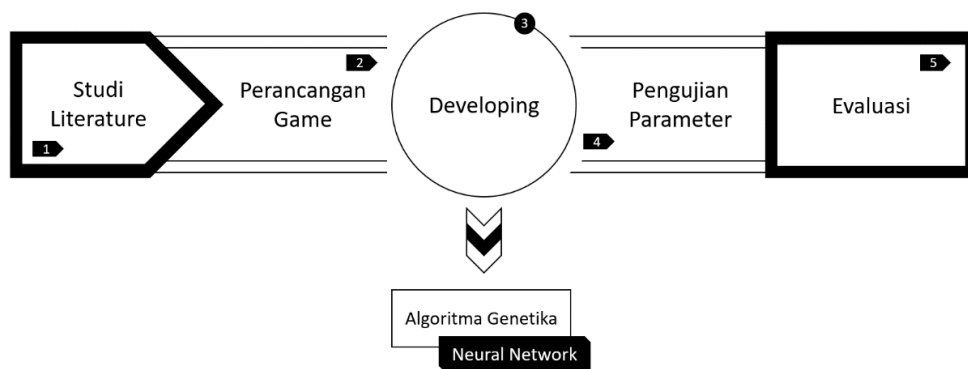 Studi
Literature
1
2
Perancangan
Game
3
Developing
Pengujian
Parameter
4
5
Evaluasi
Algoritma Genetika
Neural Network